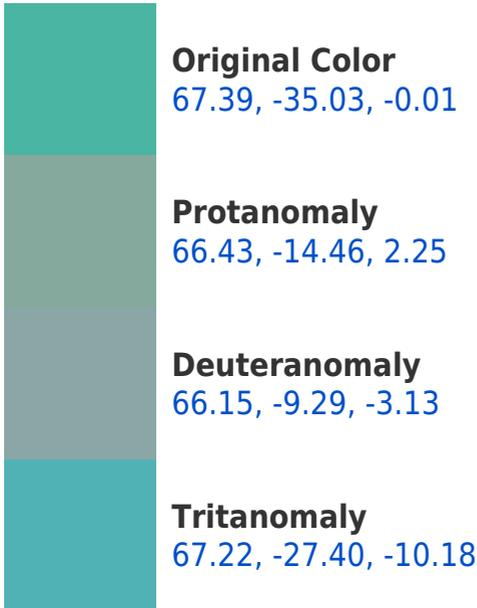 Original Color
67.39, -35.03, -0.01
Protanomaly
66.43, -14.46, 2.25
Deuteranomaly
66.15, -9.29, -3.13
Tritanomaly
67.22, -27.40, -10.18